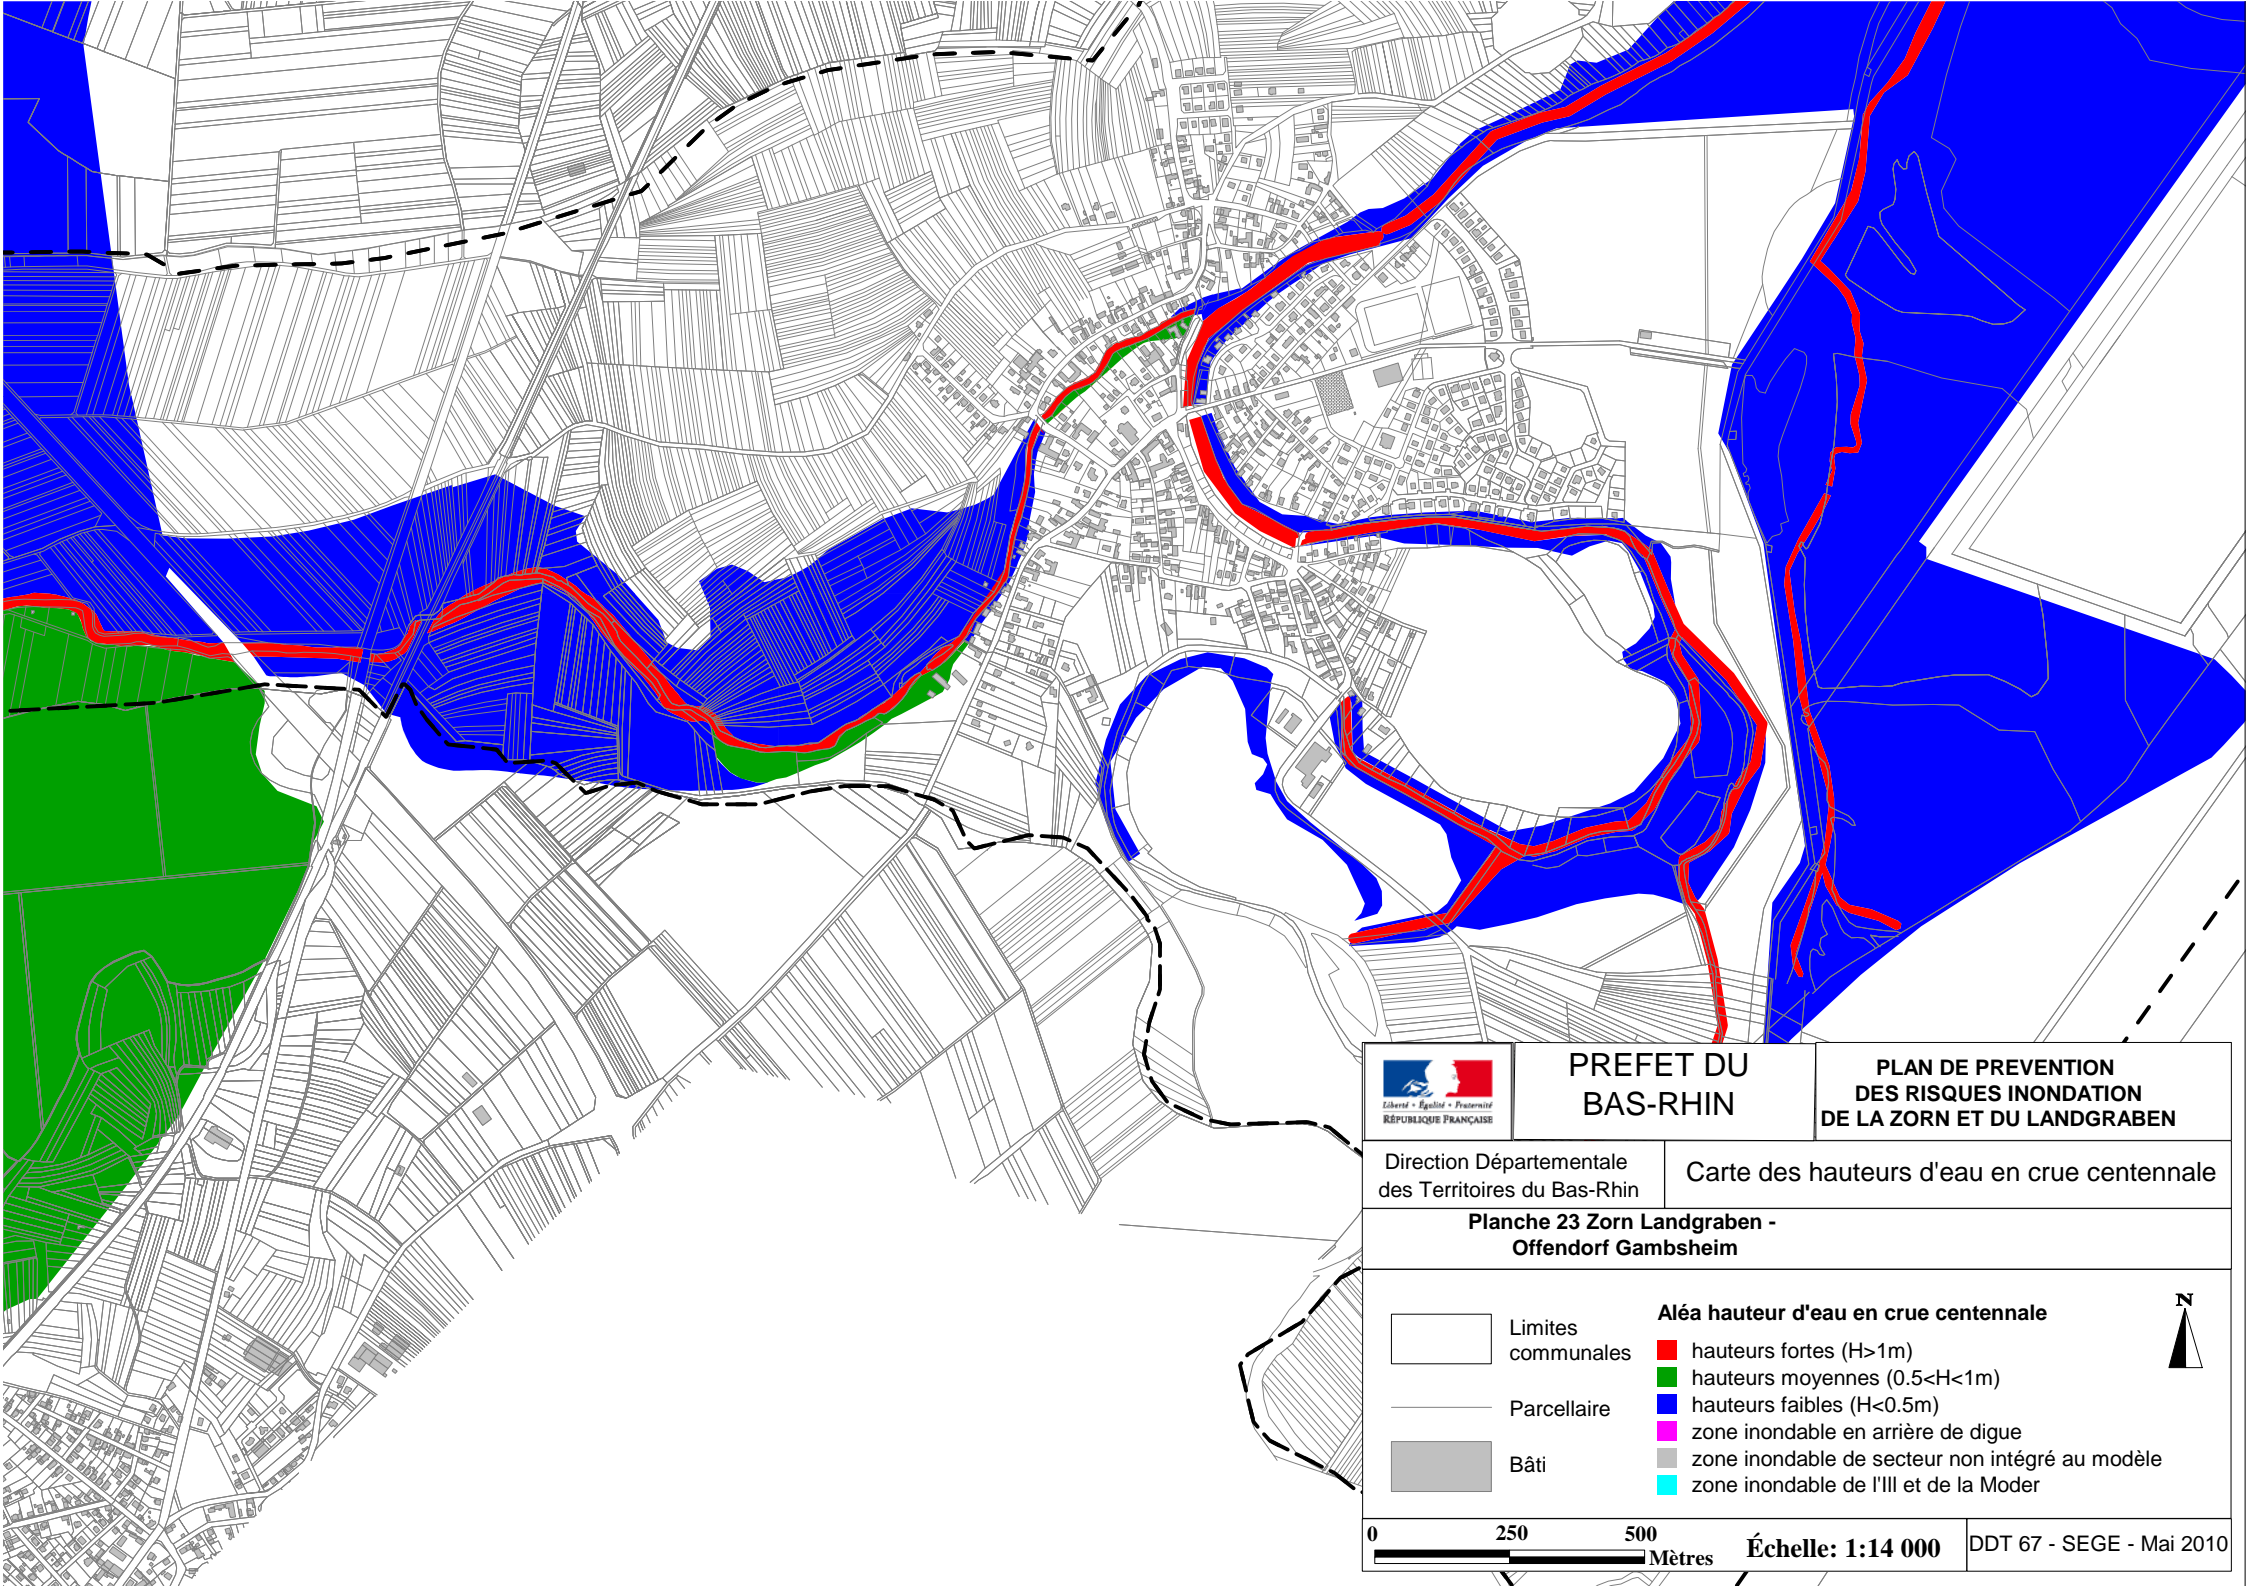 Liberté • Égalité • Fraternité
RÉPUBLIQUE FRANÇAISE
PREFET DU
BAS-RHIN
PLAN DE PREVENTION
DES RISQUES INONDATION
DE LA ZORN ET DU LANDGRABEN
Direction Départementale
des Territoires du Bas-Rhin
Carte des hauteurs d'eau en crue centennale
Planche 23 Zorn Landgraben -
Offendorf Gambsheim
Limites
communales
Parcellaire
Bâti
Aléa hauteur d'eau en crue centennale
hauteurs fortes (H>1m)
hauteurs moyennes (0.5<H<1m)
hauteurs faibles (H<0.5m)
zone inondable en arrière de digue
zone inondable de secteur non intégré au modèle
zone inondable de l'Ill et de la Moder
N
0 250 500
Mètres
Échelle: 1:14 000
DDT 67 - SEGE - Mai 2010